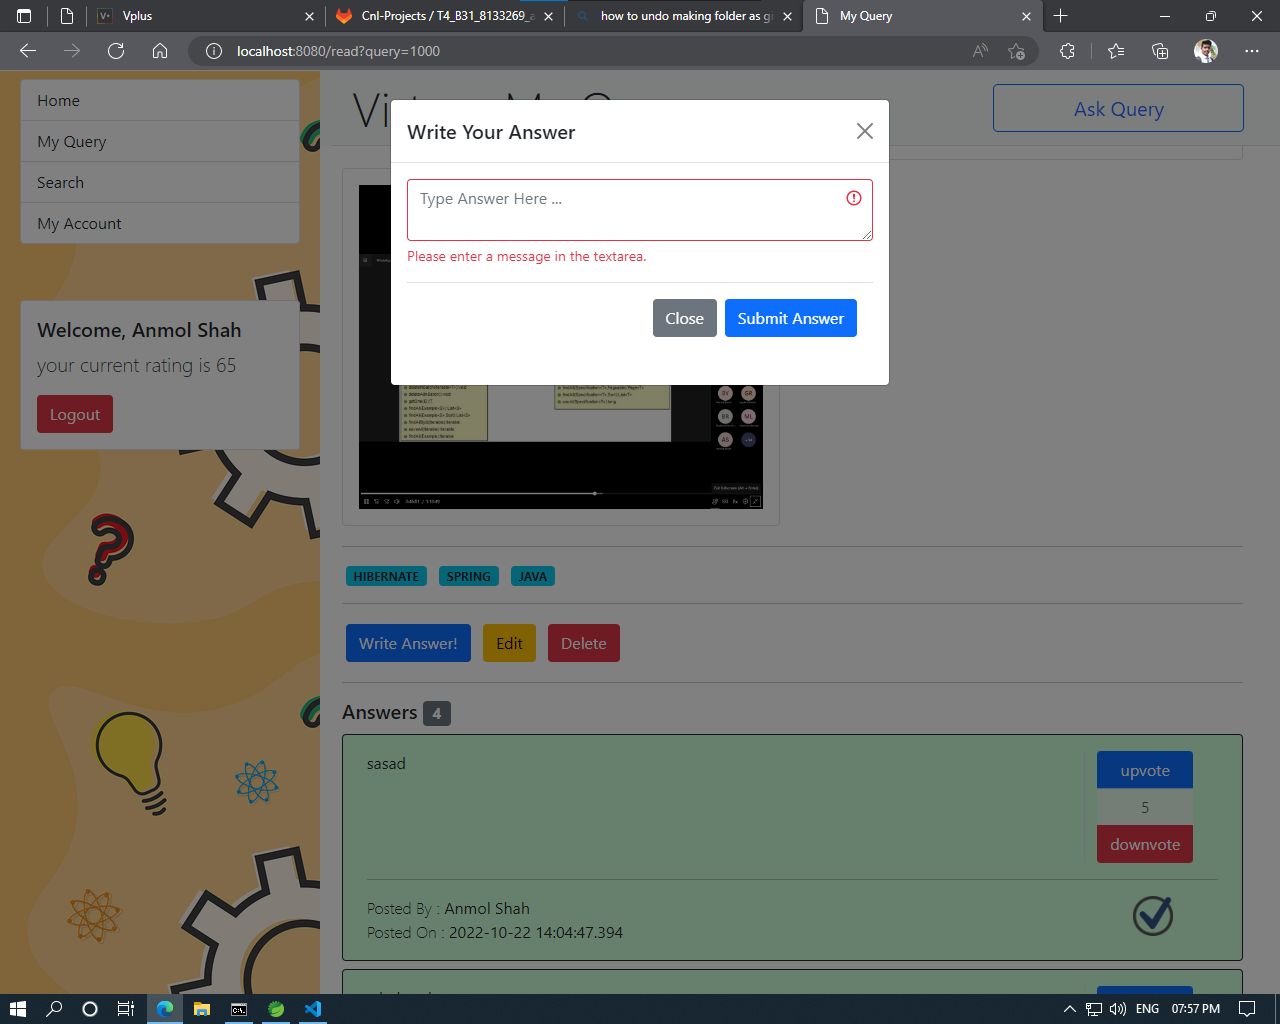 Vplus
Cnl-Projects / T4_B31_8133269_a
how to undo making folder as gi
My Query
localhost:8080/read?query=1000
Home
My Query
Search
My Account
Ask Query
Write Your Answer
Type Answer Here ...
Please enter a message in the textarea.
Close
Submit Answer
Welcome, Anmol Shah
your current rating is 65
Logout
HIBERNATE
SPRING
JAVA
Write Answer!
Edit
Delete
Answers 4
sasad
upvote
5
downvote
Posted By : Anmol Shah
Posted On : 2022-10-22 14:04:47.394
ENG
07:57 PM